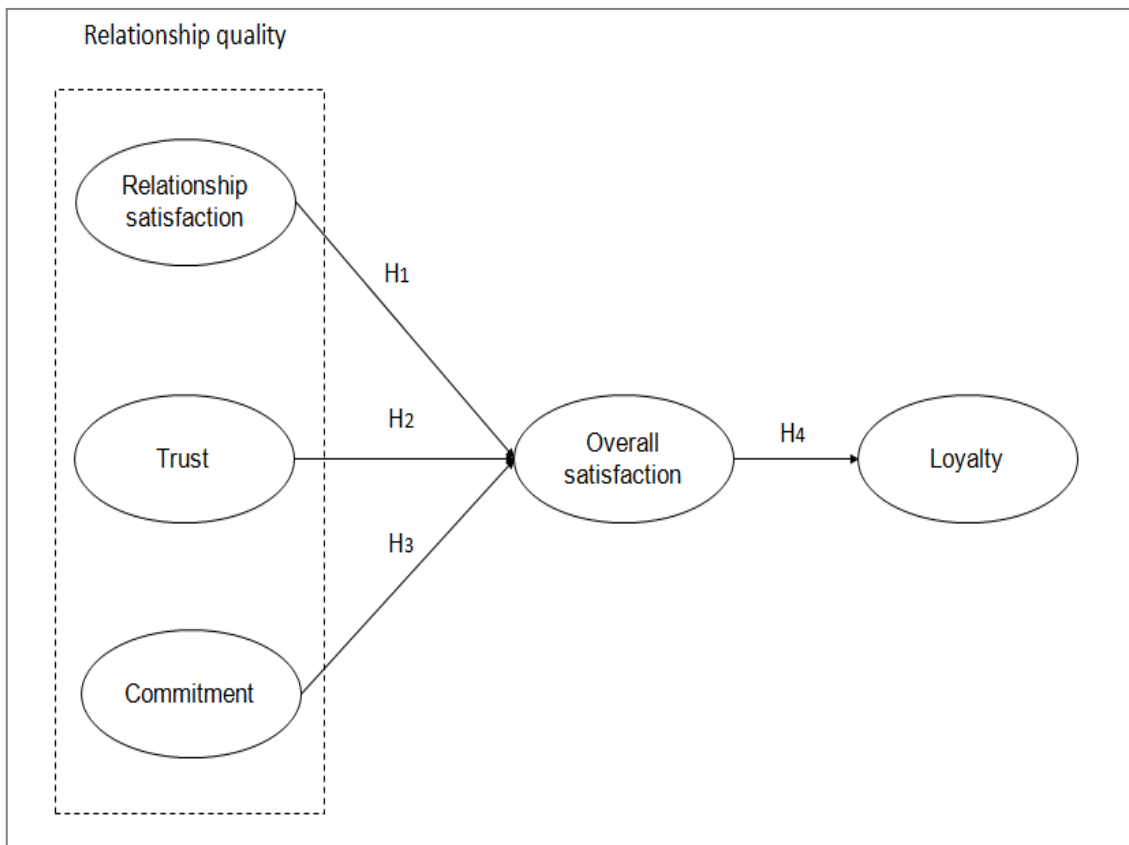 Relationship quality
Relationship
satisfaction
H1
Trust
H2
Overall
satisfaction
H4
Loyalty
H3
Commitment